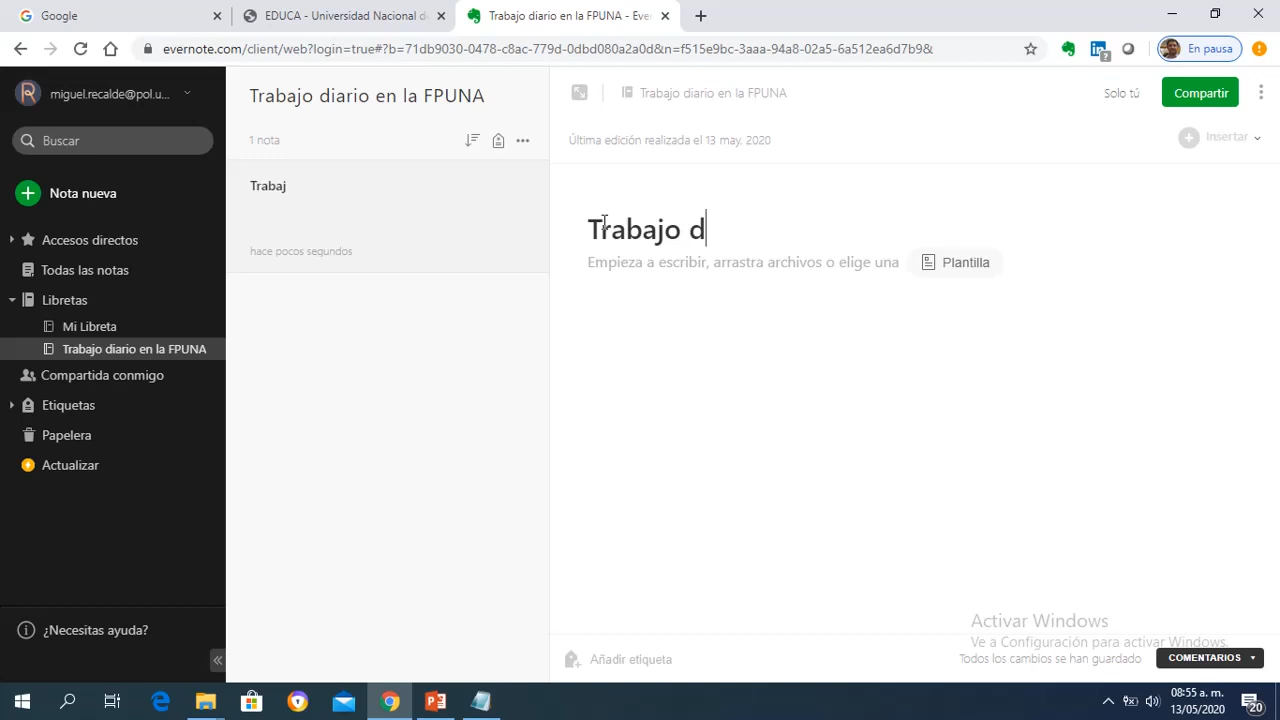 Google
EDUCA - Universidad Nacional de
Trabajo diario en la FPUNA - Eve
evernote.com/client/web?login=true#?b=71db9030-0478-c8ac-779d-0dbd080a2a0d&n=f515e9bc-3aaa-94a8-02a5-6a512ea6d7b9&
En pausa
miguel.recalde@pol.u...
Buscar
Nota nueva
Accesos directos
Todas las notas
Libretas
Mi Libreta
Trabajo diario en la FPUNA
Compartida conmigo
Etiquetas
Papelera
Actualizar
¿Necesitas ayuda?
Trabajo diario en la FPUNA
1 nota
Trabaj
hace pocos segundos
Trabajo diario en la FPUNA
Solo tú
Compartir
Última edición realizada el 13 may. 2020
Insertar
Trabajo d
Empieza a escribir, arrastra archivos o elige una Plantilla
Activar Windows
Ve a Configuración para activar Windows.
Añadir etiqueta
Todos los cambios se han guardado
COMENTARIOS
08:55 a. m.
13/05/2020
20